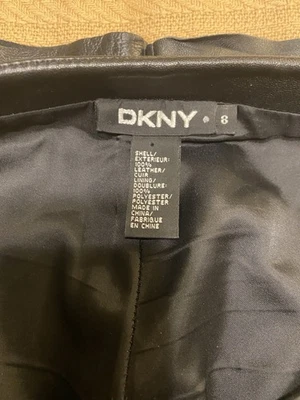 DKNY • 8
SHELL/
EXTERIEUR:
100%
LEATHER/
CUIR
LINING/
DOUBLURE:
100%
POLYESTER/
POLYESTER
MADE IN
CHINA/
FABRIQUE
EN CHINE